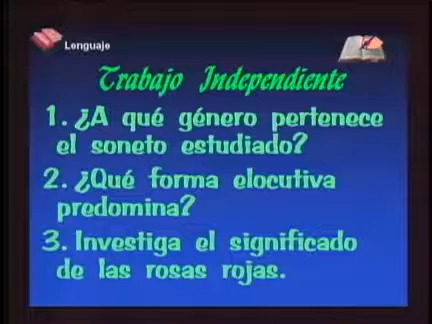 Lenguaje
Trabajo Independiente
1. ¿A qué género pertenece
el soneto estudiado?
2. ¿Qué forma elocutiva
predomina?
3. Investiga el significado
de las rosas rojas.